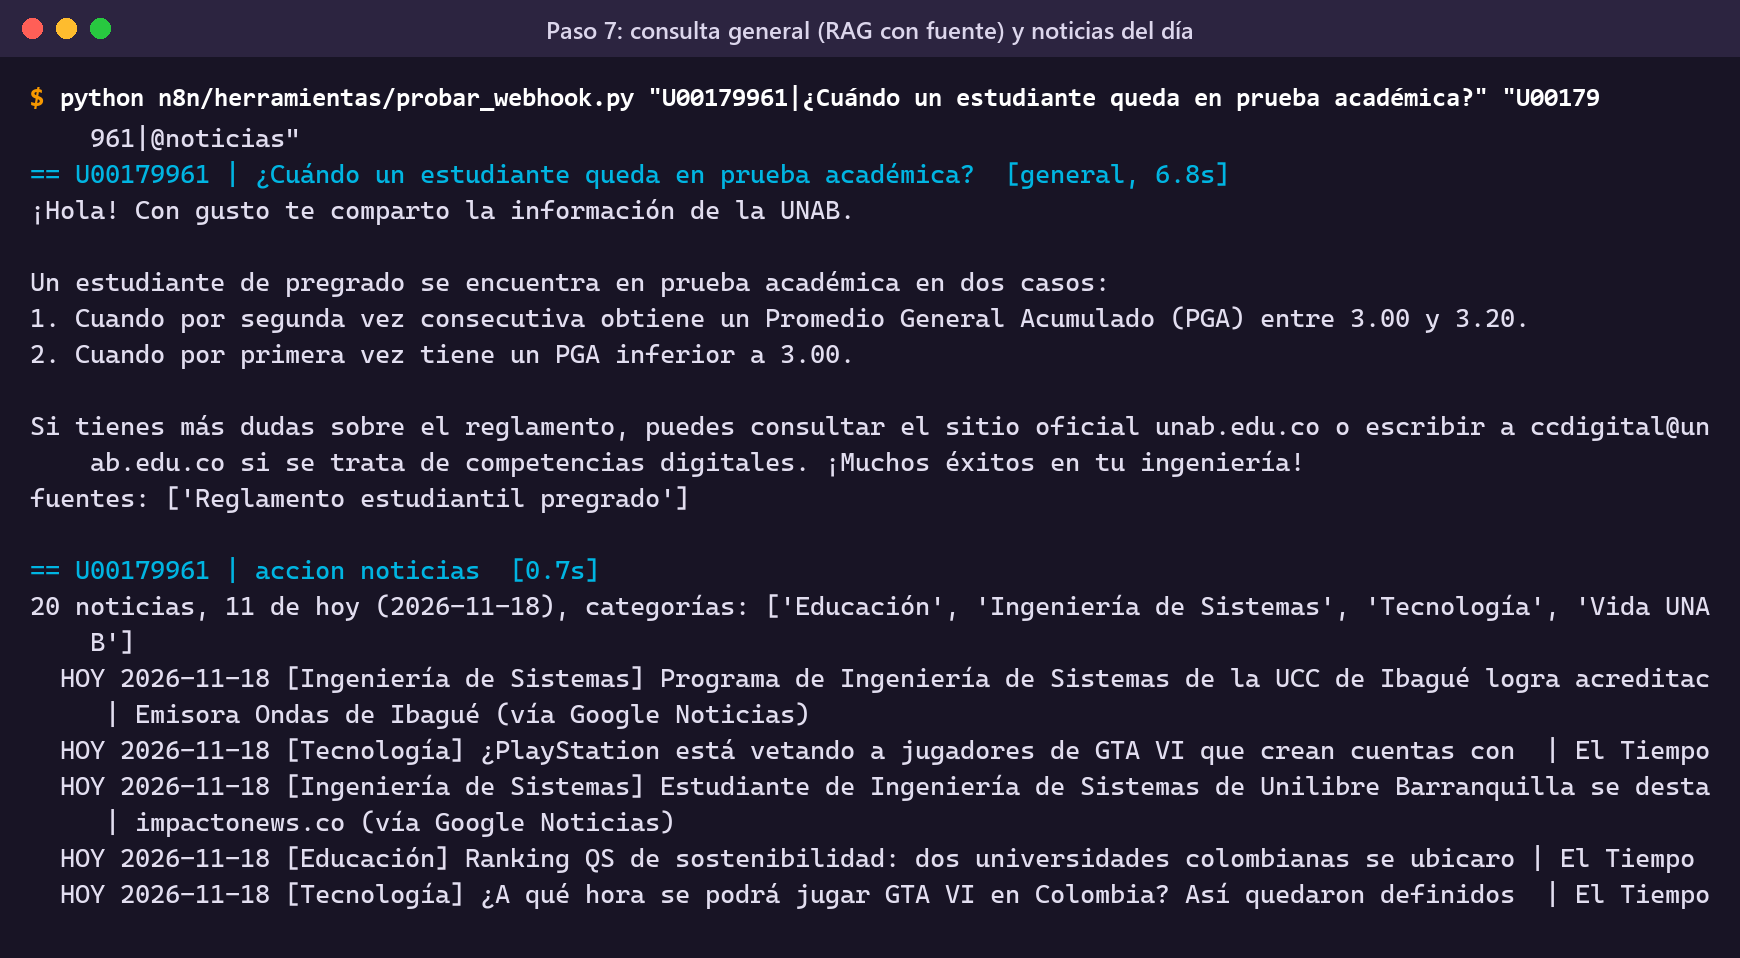 Paso 7: consulta general (RAG con fuente) y noticias del día
$ python n8n/herramientas/probar_webhook.py "U00179961|¿Cuándo un estudiante queda en prueba académica?" "U00179
961|@noticias"
== U00179961 | ¿Cuándo un estudiante queda en prueba académica?  [general, 6.8s]
¡Hola! Con gusto te comparto la información de la UNAB.
Un estudiante de pregrado se encuentra en prueba académica en dos casos:
1. Cuando por segunda vez consecutiva obtiene un Promedio General Acumulado (PGA) entre 3.00 y 3.20.
2. Cuando por primera vez tiene un PGA inferior a 3.00.
Si tienes más dudas sobre el reglamento, puedes consultar el sitio oficial unab.edu.co o escribir a ccdigital@un
ab.edu.co si se trata de competencias digitales. ¡Muchos éxitos en tu ingeniería!
fuentes: ['Reglamento estudiantil pregrado']
== U00179961 | accion noticias  [0.7s]
20 noticias, 11 de hoy (2026-11-18), categorías: ['Educación', 'Ingeniería de Sistemas', 'Tecnología', 'Vida UNA
B']
HOY 2026-11-18 [Ingeniería de Sistemas] Programa de Ingeniería de Sistemas de la UCC de Ibagué logra acreditac
| Emisora Ondas de Ibagué (vía Google Noticias)
HOY 2026-11-18 [Tecnología] ¿PlayStation está vetando a jugadores de GTA VI que crean cuentas con  | El Tiempo
HOY 2026-11-18 [Ingeniería de Sistemas] Estudiante de Ingeniería de Sistemas de Unilibre Barranquilla se desta
| impactonews.co (vía Google Noticias)
HOY 2026-11-18 [Educación] Ranking QS de sostenibilidad: dos universidades colombianas se ubicaro | El Tiempo
HOY 2026-11-18 [Tecnología] ¿A qué hora se podrá jugar GTA VI en Colombia? Así quedaron definidos  | El Tiempo